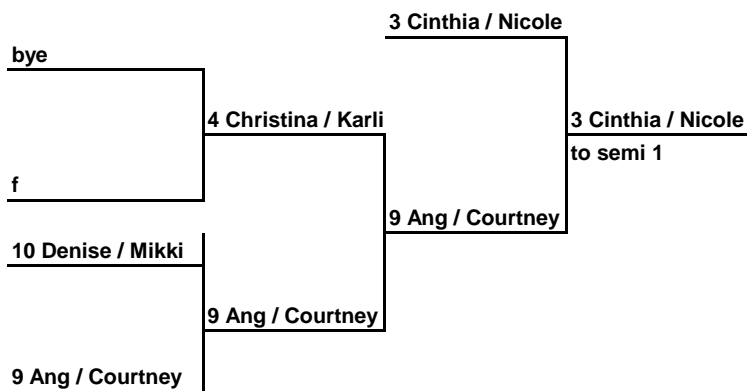 3 Cinthia / Nicole
bye
4 Christina / Karli
3 Cinthia / Nicole
to semi 1
f
9 Ang / Courtney
10 Denise / Mikki
9 Ang / Courtney
9 Ang / Courtney